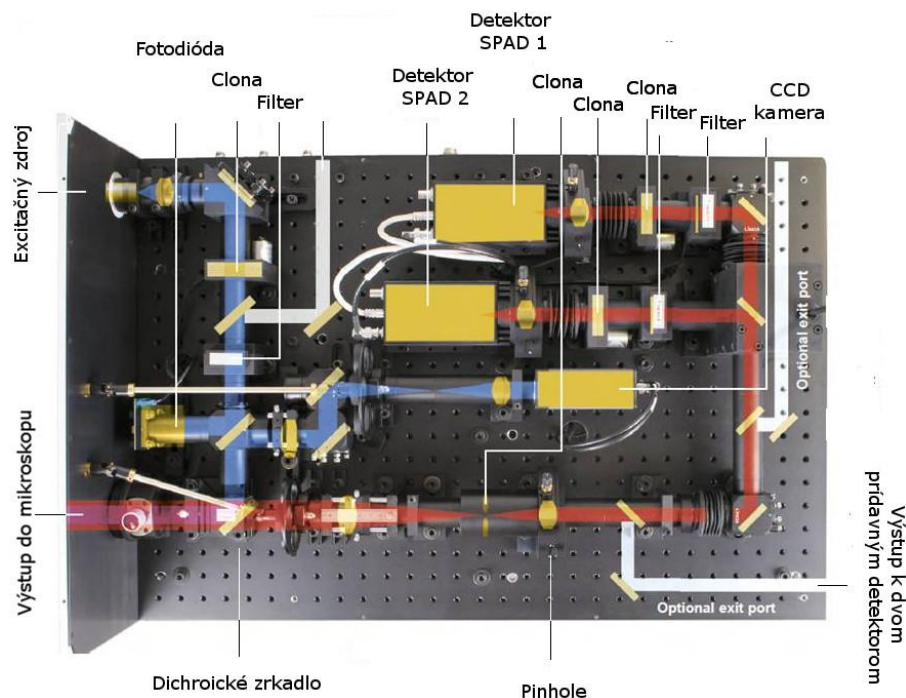 Detektor
SPAD 1
Fotodióda
Clona
Filter
Detektor
SPAD 2
Clona
Clona
Clona
Filter
Filter
CCD
kamera
Excitačný zdroj
Optional exit port
Výstup do mikroskopu
Výstup k dvom
prídavným detektorom
Optional exit port
Dichroické zrkadlo
Pinhole